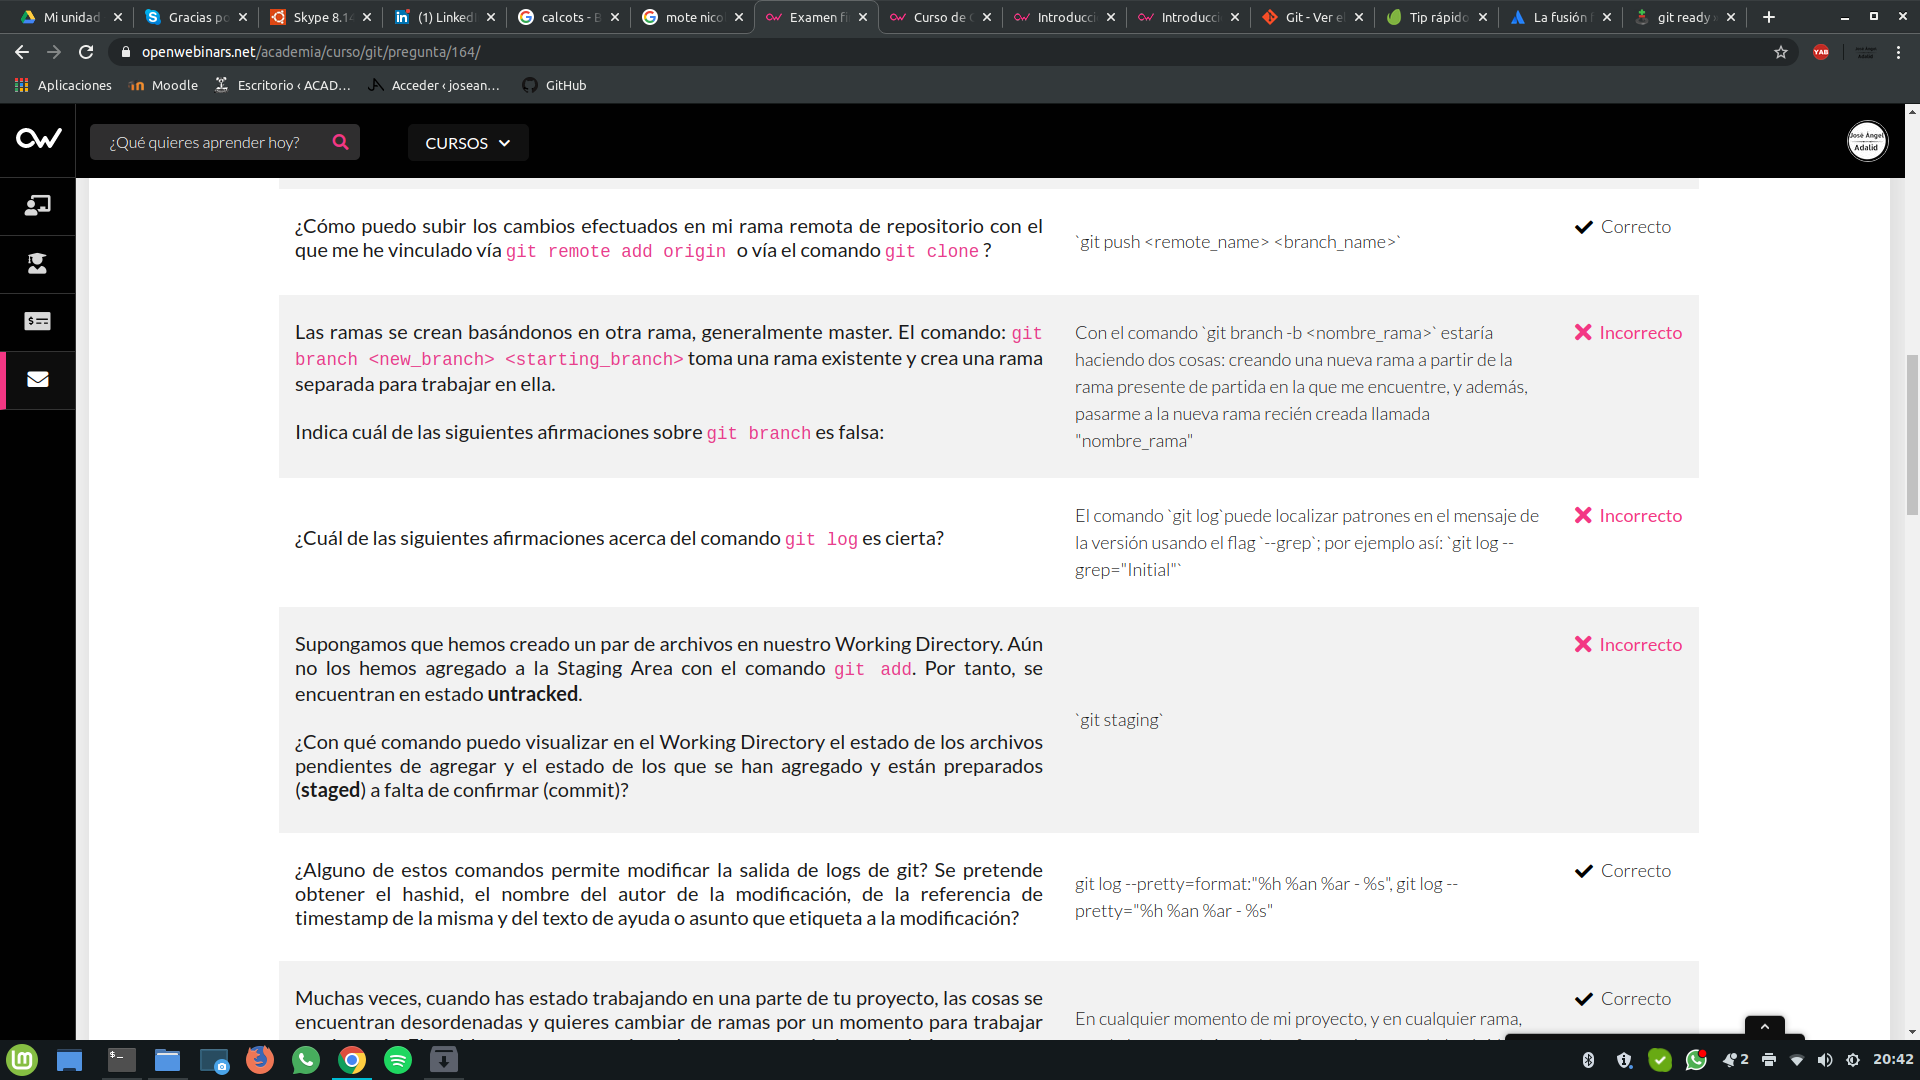 Mi unidad
Gracias po
Skype 8.14
(1) LinkedI
calcots - B
mote nico
Examen fi
Curso de G
Introducci
Introducci
Git - Ver el
Tip rápido
La fusión f
git ready
openwebinars.net/academia/curso/git/pregunta/164/
YAB
Aplicaciones
Moodle
Escritorio ‹ ACAD...
Acceder ‹ josean...
GitHub
¿Qué quieres aprender hoy?
CURSOS
José Ángel
Adalid
¿Cómo puedo subir los cambios efectuados en mi rama remota de repositorio con el
que me he vinculado vía git remote add origin o vía el comando git clone ?
`git push <remote_name> <branch_name>`
Correcto
Las ramas se crean basándonos en otra rama, generalmente master. El comando: git
branch <new_branch> <starting_branch> toma una rama existente y crea una rama
separada para trabajar en ella.
Indica cuál de las siguientes afirmaciones sobre git branch es falsa:
Con el comando `git branch -b <nombre_rama>` estaría
haciendo dos cosas: creando una nueva rama a partir de la
rama presente de partida en la que me encuentre, y además,
pasarme a la nueva rama recién creada llamada
"nombre_rama"
Incorrecto
¿Cuál de las siguientes afirmaciones acerca del comando git log es cierta?
El comando `git log`puede localizar patrones en el mensaje de
la versión usando el flag `--grep`; por ejemplo así: `git log --
grep="Initial"`
Incorrecto
Supongamos que hemos creado un par de archivos en nuestro Working Directory. Aún
no los hemos agregado a la Staging Area con el comando git add. Por tanto, se
encuentran en estado untracked.
¿Con qué comando puedo visualizar en el Working Directory el estado de los archivos
pendientes de agregar y el estado de los que se han agregado y están preparados
(staged) a falta de confirmar (commit)?
`git staging`
Incorrecto
¿Alguno de estos comandos permite modificar la salida de logs de git? Se pretende
obtener el hashid, el nombre del autor de la modificación, de la referencia de
timestamp de la misma y del texto de ayuda o asunto que etiqueta a la modificación?
git log --pretty=format:"%h %an %ar - %s", git log --
pretty="%h %an %ar - %s"
Correcto
Muchas veces, cuando has estado trabajando en una parte de tu proyecto, las cosas se
encuentran desordenadas y quieres cambiar de ramas por un momento para trabajar
En cualquier momento de mi proyecto, y en cualquier rama,
Correcto
2
20:42